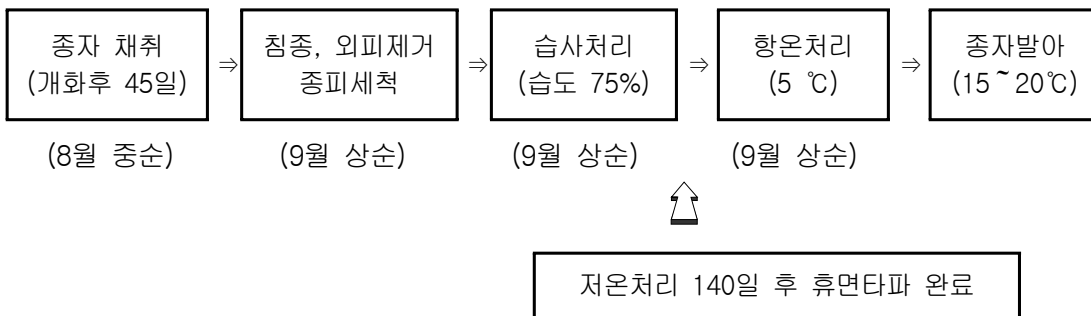 종자 채취
(개화후 45일)
⇒
침종, 외피제거
종피세척
⇒
습사처리
(습도 75%)
⇒
항온처리
(5 ℃)
⇒
종자발아
(15~20℃)
(8월 중순)
(9월 상순)
(9월 상순)
(9월 상순)
저온처리 140일 후 휴면타파 완료